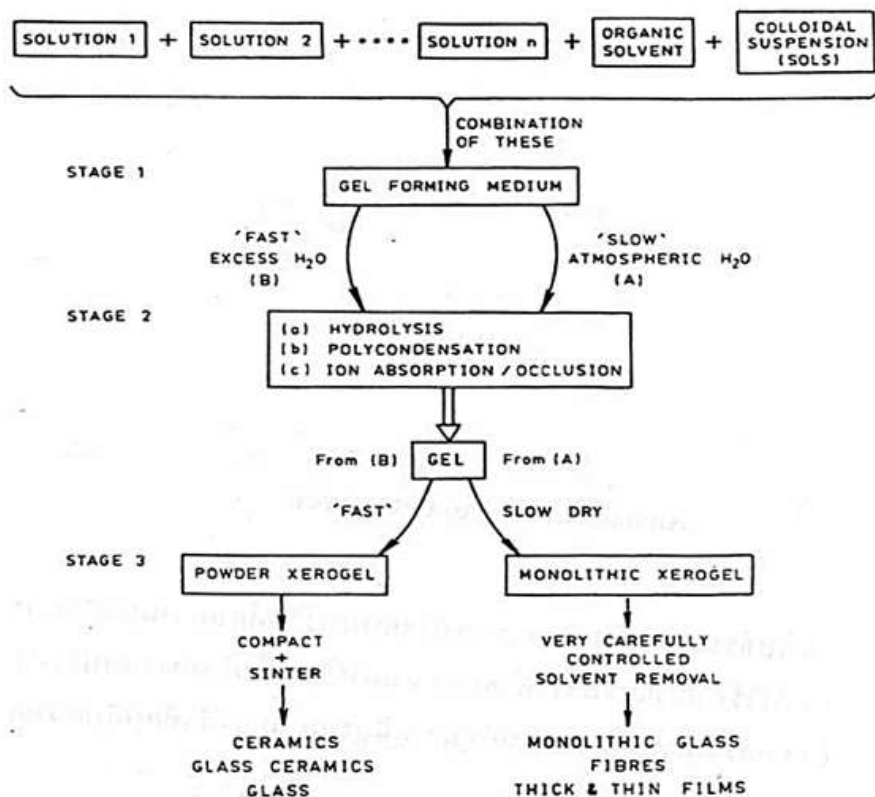 SOLUTION 1 + SOLUTION 2 + •••• SOLUTION n + ORGANIC SOLVENT + COLLOIDAL SUSPENSION (SOLS)
COMBINATION
OF THESE
STAGE 1
GEL FORMING MEDIUM
'FAST'
EXCESS H₂O
(B)
'SLOW'
ATMOSPHERIC H₂O
(A)
STAGE 2
(a) HYDROLYSIS
(b) POLYCONDENSATION
(c) ION ABSORPTION / OCCLUSION
From (B) GEL From (A)
'FAST' SLOW DRY
STAGE 3
POWDER XEROGEL MONOLITHIC XEROGEL
COMPACT
+
SINTER
VERY CAREFULLY
CONTROLLED
SOLVENT REMOVAL
CERAMICS
GLASS CERAMICS
GLASS
MONOLITHIC GLASS
FIBRES
THICK & THIN FILMS